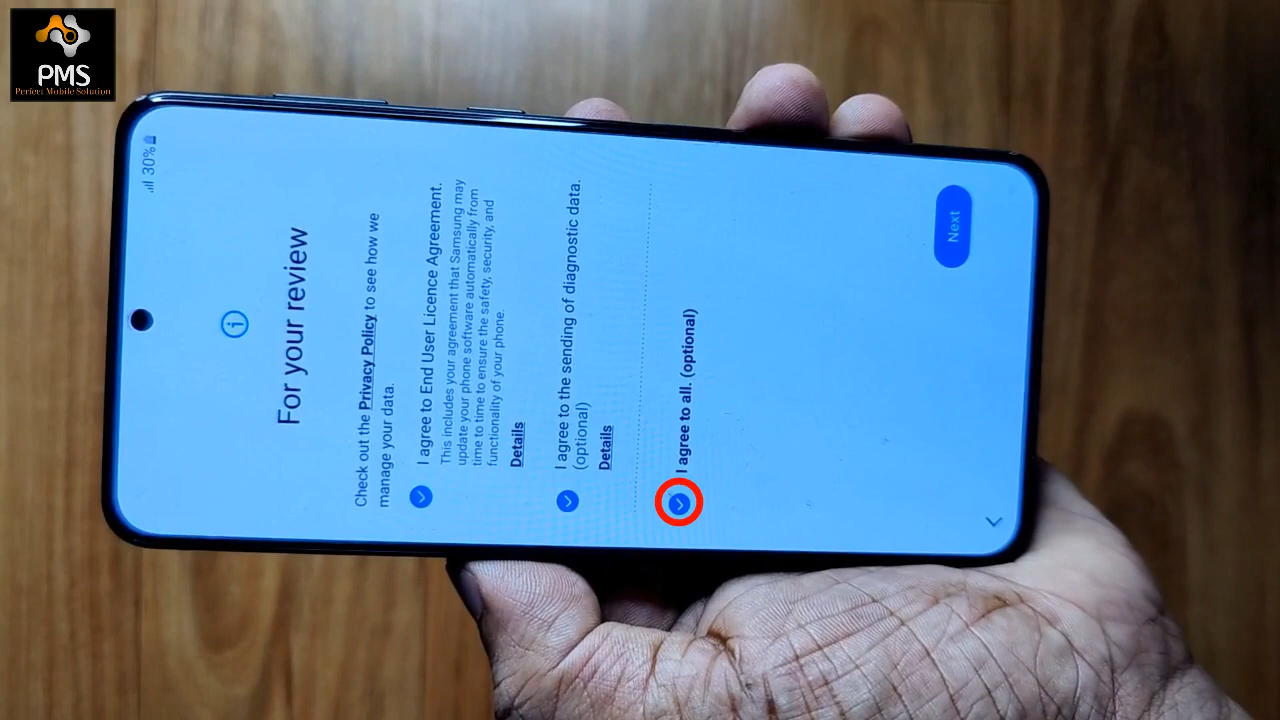 PMS
Perfect Mobile Solution
30%
For your review
Check out the Privacy Policy to see how we
manage your data.
I agree to End User Licence Agreement.
This includes your agreement that Samsung may
update your phone software automatically from
time to time to ensure the safety, security, and
functionality of your phone.
Details
I agree to the sending of diagnostic data.
(optional)
Details
I agree to all. (optional)
Next